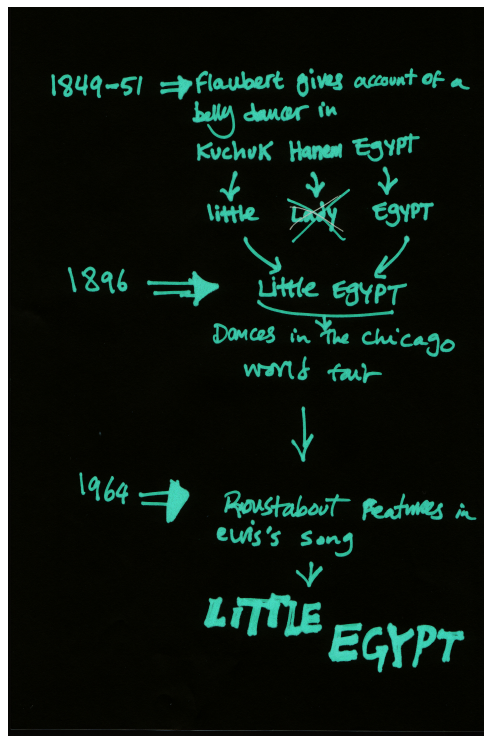 1849-51 ⇒ Flaubert gives account of a
belly dancer in
Kuchuk Hanem EGYPT
little Lady EGYPT
1896 Little EGYPT
Dances in the chicago
world fair
1964 Roustabout features in
elvis's song
LITTLE
EGYPT